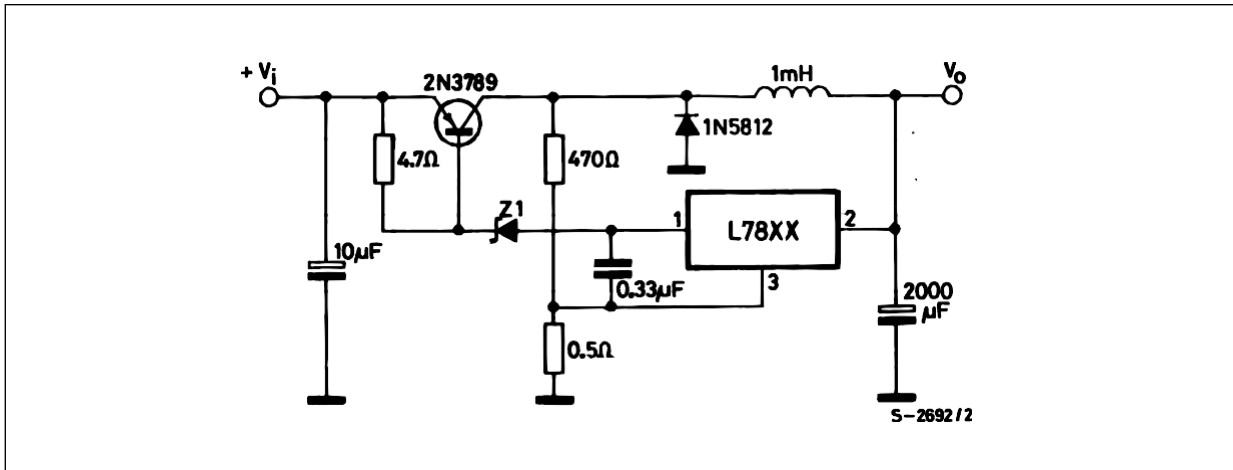 + Vi
2N3789
1mH
Vo
4.7Ω
470Ω
1N5812
Z1
1
L78XX
2
3
10µF
0.33µF
2000
µF
0.5Ω
S-2692/2